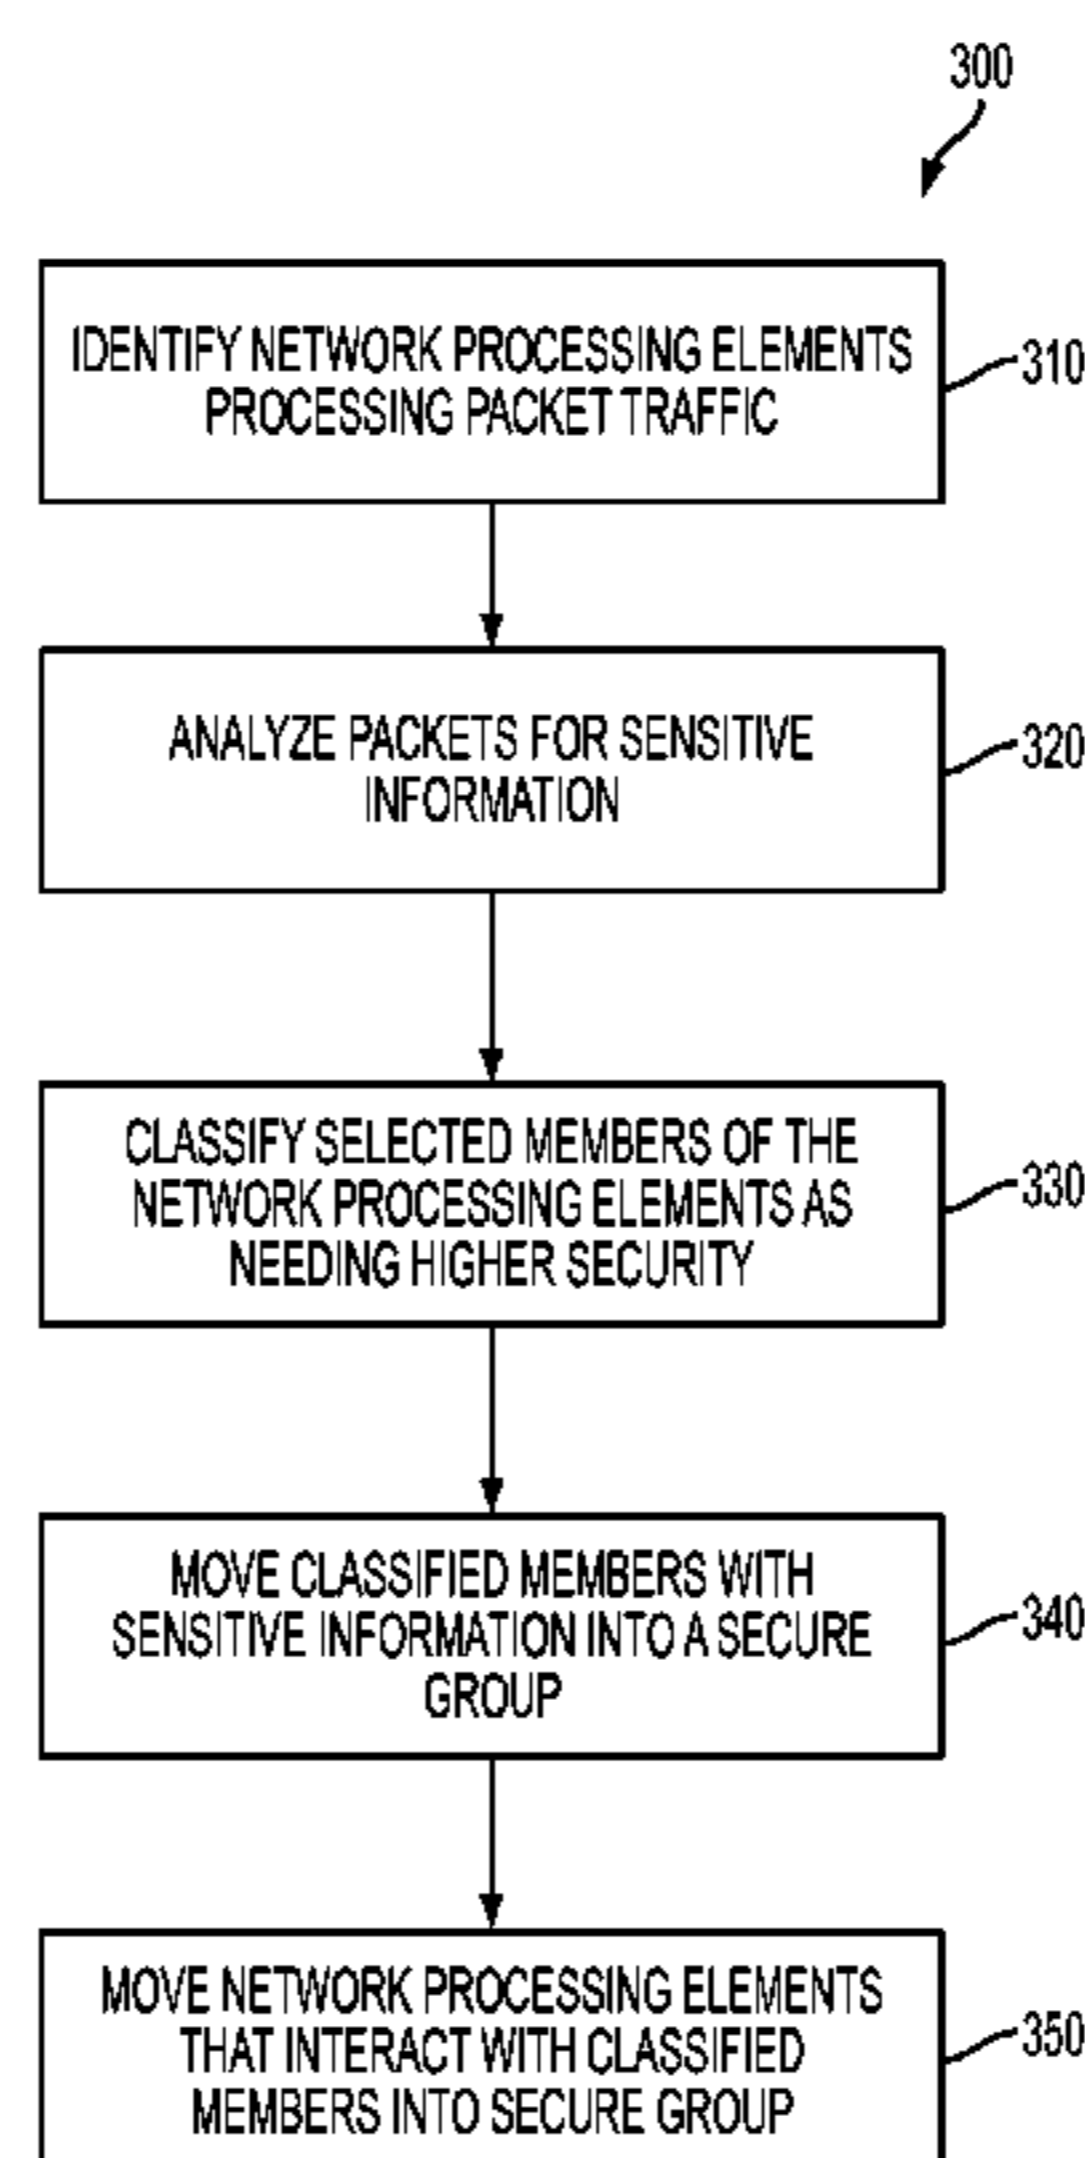 300
IDENTIFY NETWORK PROCESSING ELEMENTS
PROCESSING PACKET TRAFFIC
310
ANALYZE PACKETS FOR SENSITIVE
INFORMATION
320
CLASSIFY SELECTED MEMBERS OF THE
NETWORK PROCESSING ELEMENTS AS
NEEDING HIGHER SECURITY
330
MOVE CLASSIFIED MEMBERS WITH
SENSITIVE INFORMATION INTO A SECURE
GROUP
340
MOVE NETWORK PROCESSING ELEMENTS
THAT INTERACT WITH CLASSIFIED
MEMBERS INTO SECURE GROUP
350